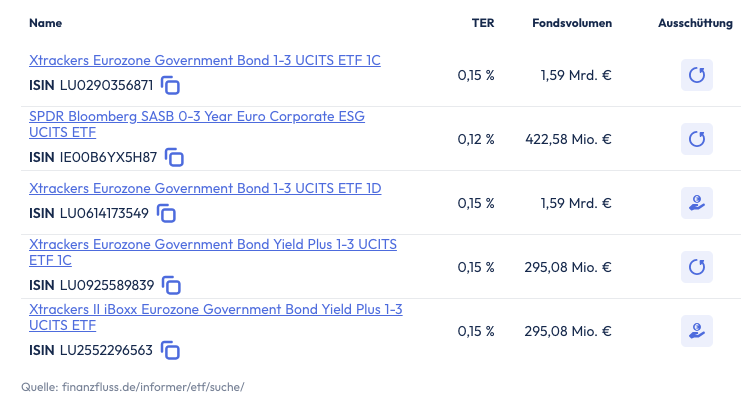 Name TER Fondsvolumen Ausschüttung
Xtrackers Eurozone Government Bond 1-3 UCITS ETF 1C
0,15 % 1,59 Mrd. €
ISIN LU0290356871
SPDR Bloomberg SASB 0-3 Year Euro Corporate ESG
UCITS ETF
0,12 % 422,58 Mio. €
ISIN IE00B6YX5H87
Xtrackers Eurozone Government Bond 1-3 UCITS ETF 1D
0,15 % 1,59 Mrd. €
ISIN LU0614173549
Xtrackers Eurozone Government Bond Yield Plus 1-3 UCITS
ETF 1C
0,15 % 295,08 Mio. €
ISIN LU0925589839
Xtrackers II iBoxx Eurozone Government Bond Yield Plus 1-3
UCITS ETF
0,15 % 295,08 Mio. €
ISIN LU2552296563
Quelle: finanzfluss.de/informer/etf/suche/